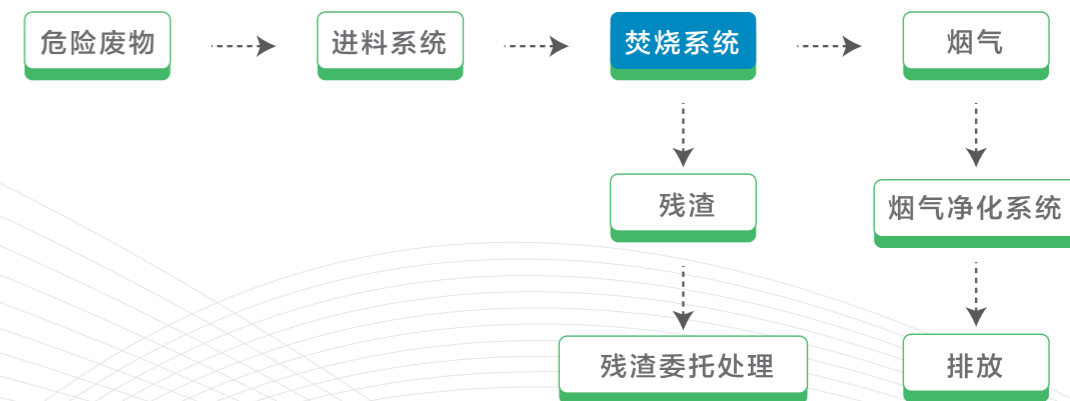 危险废物
进料系统
焚烧系统
烟气
残渣
烟气净化系统
残渣委托处理
排放